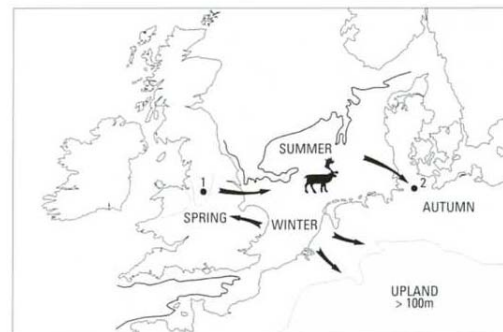 SUMMER
1
2
SPRING
WINTER
AUTUMN
UPLAND
> 100m